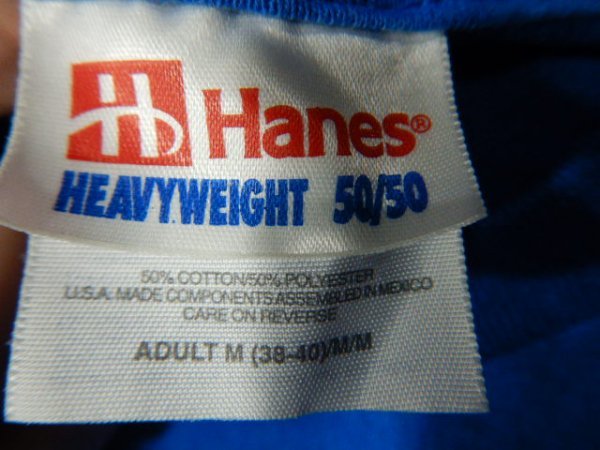 H Hanes®
HEAVYWEIGHT 50/50
50% COTTON/50% POLYESTER
U.S.A. MADE COMPONENTS ASSEMBLED IN MEXICO
CARE ON REVERSE
ADULT M (38-40)/M/M